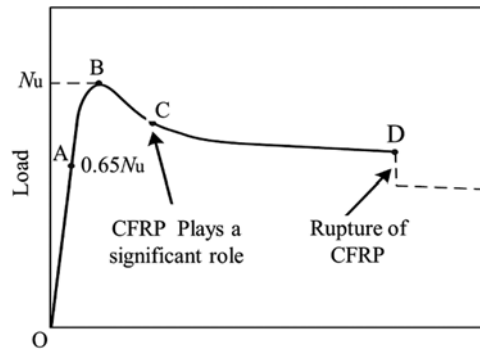 B
Nu
C
D
A 0.65Nu
Load
CFRP Plays a
significant role
Rupture of
CFRP
O